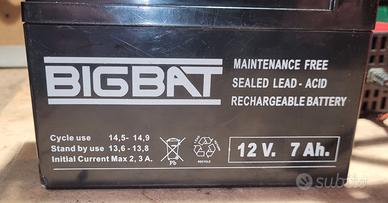 BIGBAT
MAINTENANCE FREE
SEALED LEAD - ACID
RECHARGEABLE BATTERY
Cycle use 14,5- 14,9
Stand by use 13,6 - 13,8
Initial Current Max 2, 3 A.
Pb
12 V. 7 Ah.
subito